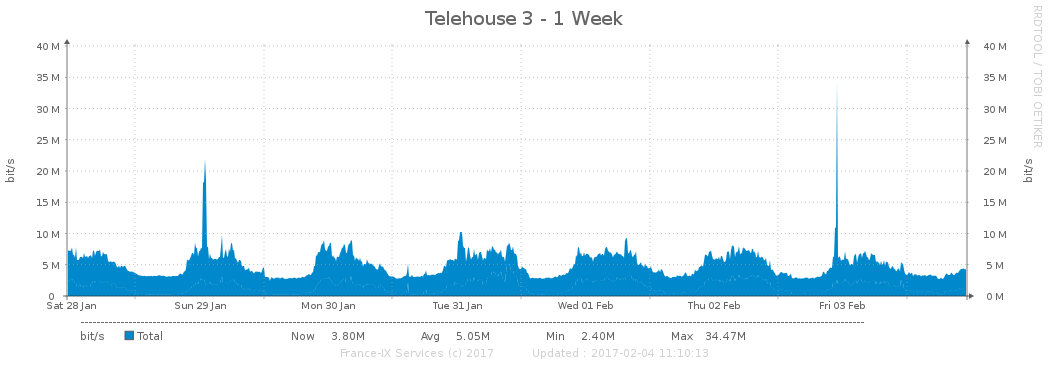 Telehouse 3 - 1 Week
RRDTOOL / TOBI OETIKER
40 M 40 M
35 M 35 M
30 M 30 M
25 M 25 M
20 M 20 M
15 M 15 M
10 M 10 M
5 M 5 M
0 0 M
bit/s bit/s
Sat 28 Jan Sun 29 Jan Mon 30 Jan Tue 31 Jan Wed 01 Feb Thu 02 Feb Fri 03 Feb
bit/s Total Now 3.80M Avg 5.05M Min 2.40M Max 34.47M
France-IX Services (c) 2017 Updated : 2017-02-04 11:10:13